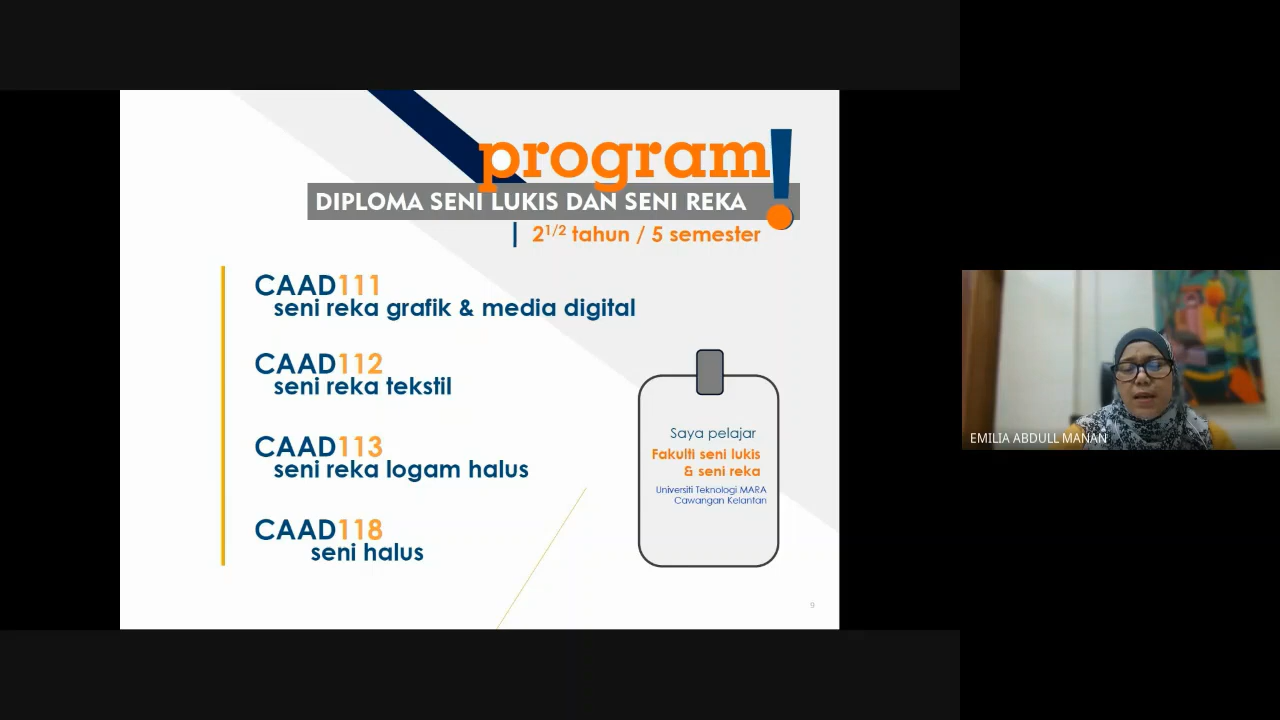 program!
DIPLOMA SENI LUKIS DAN SENI REKA
21/2 tahun / 5 semester
CAAD111
seni reka grafik & media digital
CAAD112
seni reka tekstil
CAAD113
seni reka logam halus
CAAD118
seni halus
Saya pelajar
Fakulti seni lukis
& seni reka
Universiti Teknologi MARA
Cawangan Kelantan
9
EMILIA ABDULL MANAN